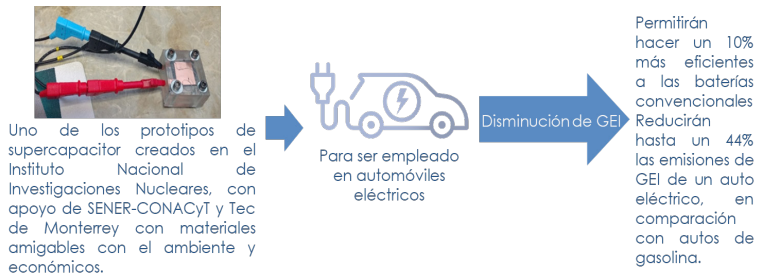 Uno de los prototipos de
supercapacitor creados en el
Instituto Nacional de
Investigaciones Nucleares, con
apoyo de SENER-CONACyT y Tec
de Monterrey con materiales
amigables con el ambiente y
económicos.
Para ser empleado
en automóviles
eléctricos
Disminución de GEI
Permitirán
hacer un 10%
más eficientes
a las baterías
convencionales
Reducirán
hasta un 44%
las emisiones de
GEI de un auto
eléctrico, en
comparación
con autos de
gasolina.